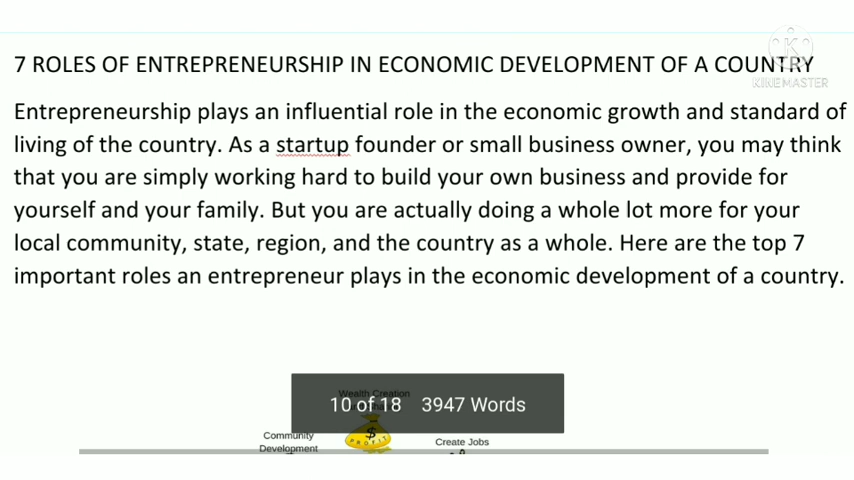 KINEMASTER
7 ROLES OF ENTREPRENEURSHIP IN ECONOMIC DEVELOPMENT OF A COUNTRY
Entrepreneurship plays an influential role in the economic growth and standard of
living of the country. As a startup founder or small business owner, you may think
that you are simply working hard to build your own business and provide for
yourself and your family. But you are actually doing a whole lot more for your
local community, state, region, and the country as a whole. Here are the top 7
important roles an entrepreneur plays in the economic development of a country.
Wealth Creation
10 of 18 3947 Words
PROFIT
Community
Development
Create Jobs